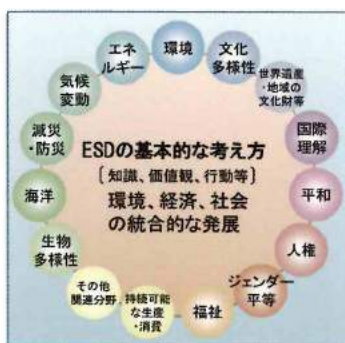 環境
文化
多様性
世界遺産
・地域の
文化財等
国際
理解
平和
人権
ジェンダー
平等
福祉
持続可能
な生産
・消費
その他
関連分野
生物
多様性
海洋
減災
・防災
気候
変動
エネ
ルギー
ESDの基本的な考え方
[知識、価値観、行動等]
環境、経済、社会
の統合的な発展